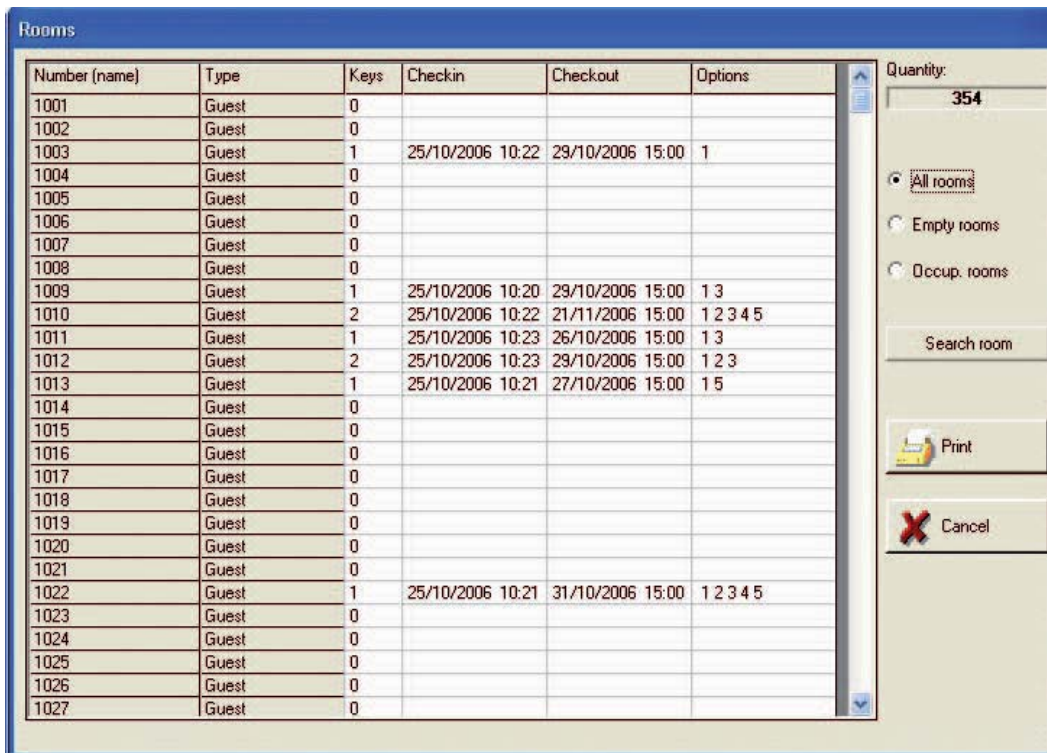 Rooms
Number (name) Type Keys Checkin Checkout Options
1001 Guest 0
1002 Guest 0
1003 Guest 1 25/10/2006 10:22 29/10/2006 15:00 1
1004 Guest 0
1005 Guest 0
1006 Guest 0
1007 Guest 0
1008 Guest 0
1009 Guest 1 25/10/2006 10:20 29/10/2006 15:00 1 3
1010 Guest 2 25/10/2006 10:22 21/11/2006 15:00 1 2 3 4 5
1011 Guest 1 25/10/2006 10:23 26/10/2006 15:00 1 3
1012 Guest 2 25/10/2006 10:23 29/10/2006 15:00 1 2 3
1013 Guest 1 25/10/2006 10:21 27/10/2006 15:00 1 5
1014 Guest 0
1015 Guest 0
1016 Guest 0
1017 Guest 0
1018 Guest 0
1019 Guest 0
1020 Guest 0
1021 Guest 0
1022 Guest 1 25/10/2006 10:21 31/10/2006 15:00 1 2 3 4 5
1023 Guest 0
1024 Guest 0
1025 Guest 0
1026 Guest 0
1027 Guest 0
Quantity:
354
All rooms
Empty rooms
Occup. rooms
Search room
Print
Cancel